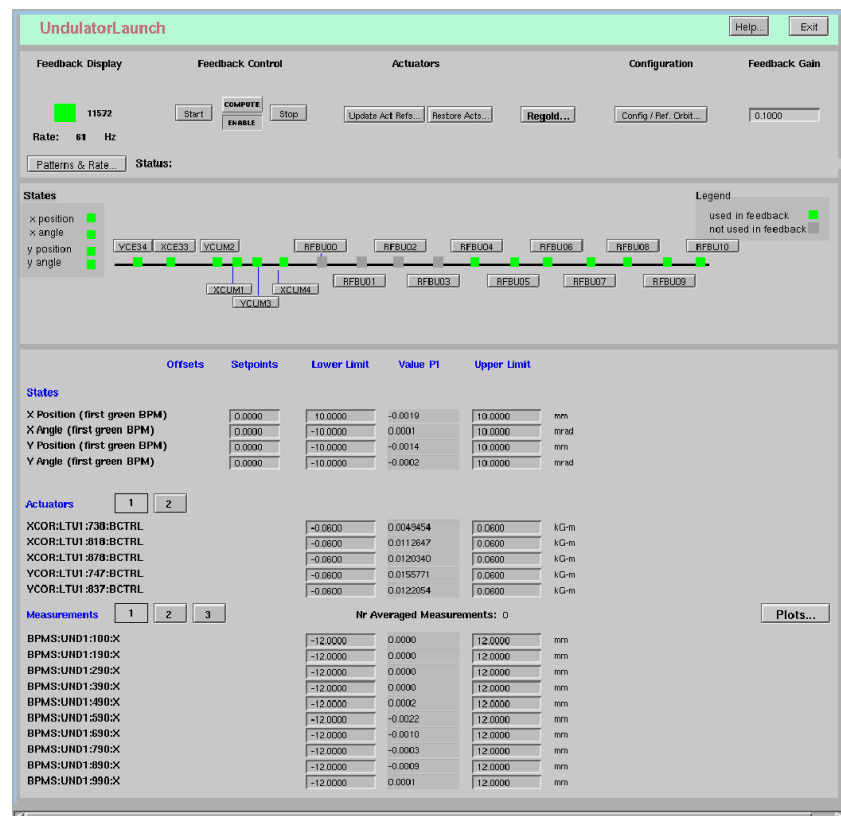 UndulatorLaunch Help... Exit
Feedback Display Feedback Control Actuators Configuration Feedback Gain
11572 Start COMPUTE ENABLE Stop Update Act Refs... Restore Acts... Regold... Config / Ref. Orbit... 0.1000
Rate: 61 Hz
Patterns & Rate... Status:
States Legend
x position used in feedback
x angle not used in feedback
y position YCE34 XCE33 YCUM2 RFBU00 RFBU02 RFBU04 RFBU06 RFBU08 RFBU10
y angle
XCUM1 XCUM4 RFBU01 RFBU03 RFBU05 RFBU07 RFBU09
YCUM3
Offsets Setpoints Lower Limit Value P1 Upper Limit
States
X Position (first green BPM) 0.0000 10.0000 -0.0019 10.0000 mm
X Angle (first green BPM) 0.0000 -10.0000 0.0001 10.0000 mrad
Y Position (first green BPM) 0.0000 -10.0000 -0.0014 10.0000 mm
Y Angle (first green BPM) 0.0000 -10.0000 -0.0002 10.0000 mrad
Actuators 1 2
XCOR:LTU1:738:BCTRL -0.0600 0.0049454 0.0600 kG-m
XCOR:LTU1:818:BCTRL -0.0600 0.0112647 0.0600 kG-m
XCOR:LTU1:878:BCTRL -0.0600 0.0120340 0.0600 kG-m
YCOR:LTU1:747:BCTRL -0.0600 0.0155771 0.0600 kG-m
YCOR:LTU1:837:BCTRL -0.0600 0.0122054 0.0600 kG-m
Measurements 1 2 3 Nr Averaged Measurements: 0 Plots...
BPMS:UND1:100:X -12.0000 0.0000 12.0000 mm
BPMS:UND1:190:X -12.0000 0.0000 12.0000 mm
BPMS:UND1:290:X -12.0000 0.0000 12.0000 mm
BPMS:UND1:390:X -12.0000 0.0000 12.0000 mm
BPMS:UND1:490:X -12.0000 0.0002 12.0000 mm
BPMS:UND1:590:X -12.0000 -0.0022 12.0000 mm
BPMS:UND1:690:X -12.0000 -0.0010 12.0000 mm
BPMS:UND1:790:X -12.0000 -0.0003 12.0000 mm
BPMS:UND1:890:X -12.0000 -0.0009 12.0000 mm
BPMS:UND1:990:X -12.0000 0.0001 12.0000 mm